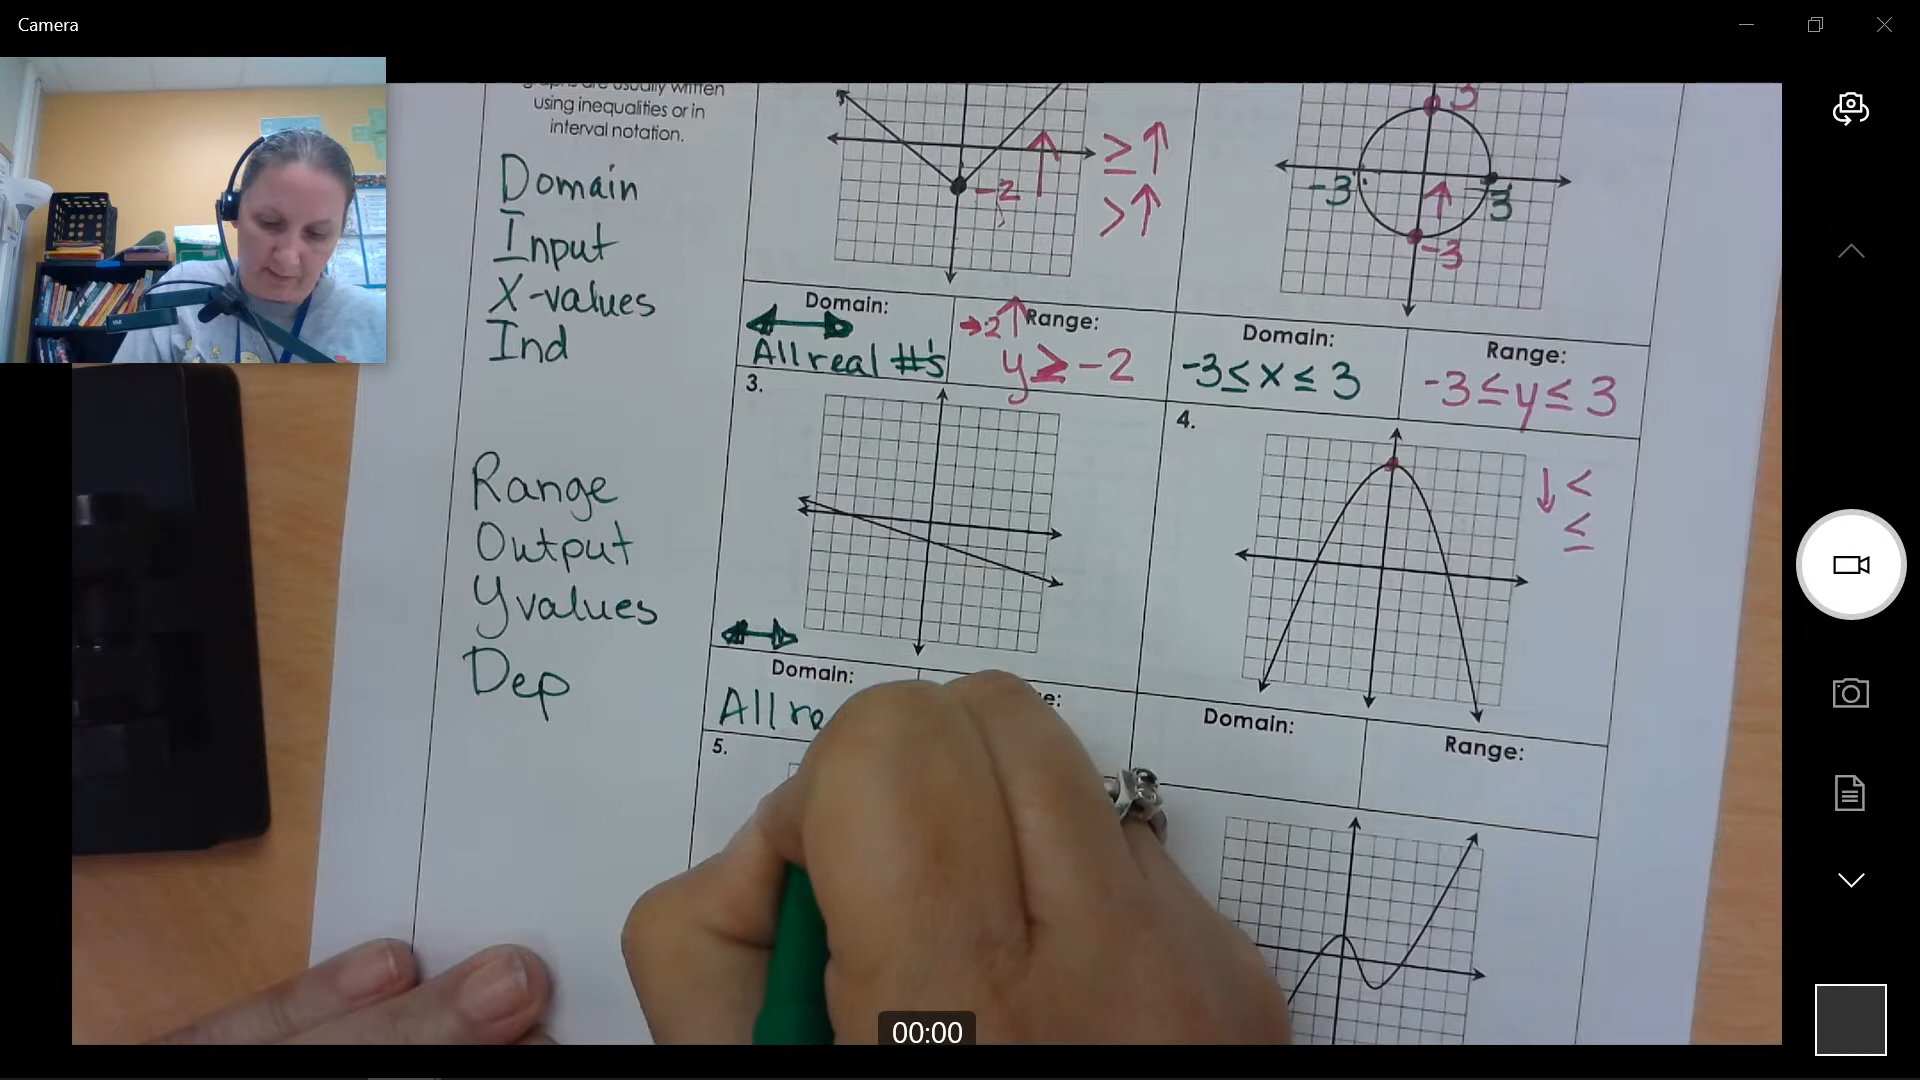 Camera
using inequalities or in
interval notation.
Domain
Input
X-values
Ind
Range
Output
Yvalues
Dep
-2
≥↑
>↑
Domain:
All real #'s
-2↑ Range:
y ≥ -2
3
-3
3
-3
Domain:
-3 ≤ x ≤ 3
Range:
-3 ≤ y ≤ 3
3.
Domain:
All re
4.
↓ <
≤
Domain:
Range:
5.
00:00